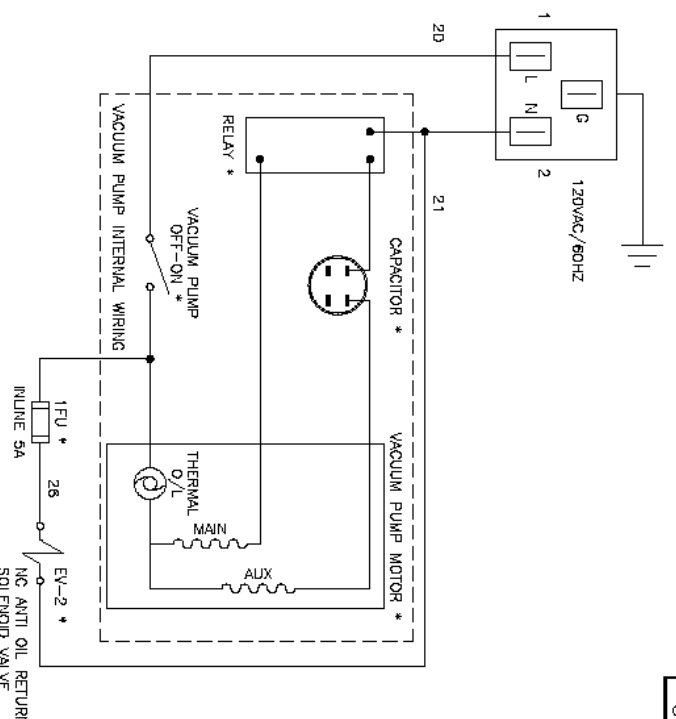 1
20
L
N
G
2
21
120VAC/60HZ
RELAY *
CAPACITOR *
VACUUM PUMP
OFF-ON *
VACUUM PUMP INTERNAL WIRING
VACUUM PUMP MOTOR *
THERMAL
O/L
MAIN
AUX
1FU *
INLINE 5A
26
EV-2 *
NC ANTI OIL RETURN
SOLENOID VALVE